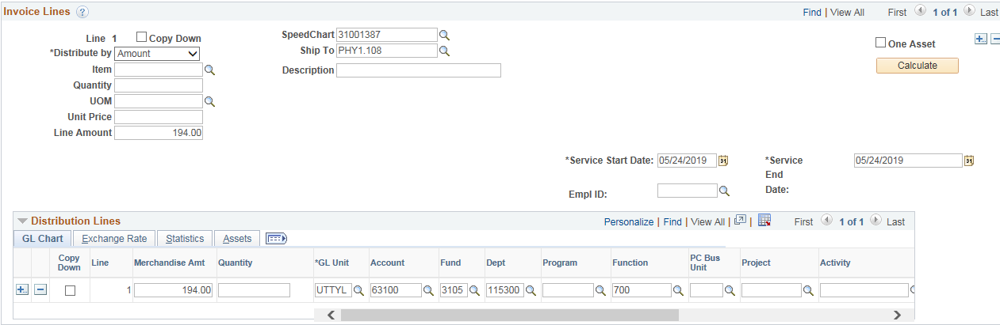 Invoice Lines ? Find | View All First 1 of 1 Last
Line 1 Copy Down SpeedChart 31001387
*Distribute by Amount Ship To PHY1.108 One Asset
Item Description Calculate
Quantity
UOM
Unit Price
Line Amount 194.00
*Service Start Date: 05/24/2019 31 *Service End Date: 05/24/2019 31
Empl ID:
Distribution Lines Personalize | Find | View All | | First 1 of 1 Last
GL Chart Exchange Rate Statistics Assets
Copy Down Line Merchandise Amt Quantity *GL Unit Account Fund Dept Program Function PC Bus Unit Project Activity
1 194.00 UTTYL 63100 3105 115300 700